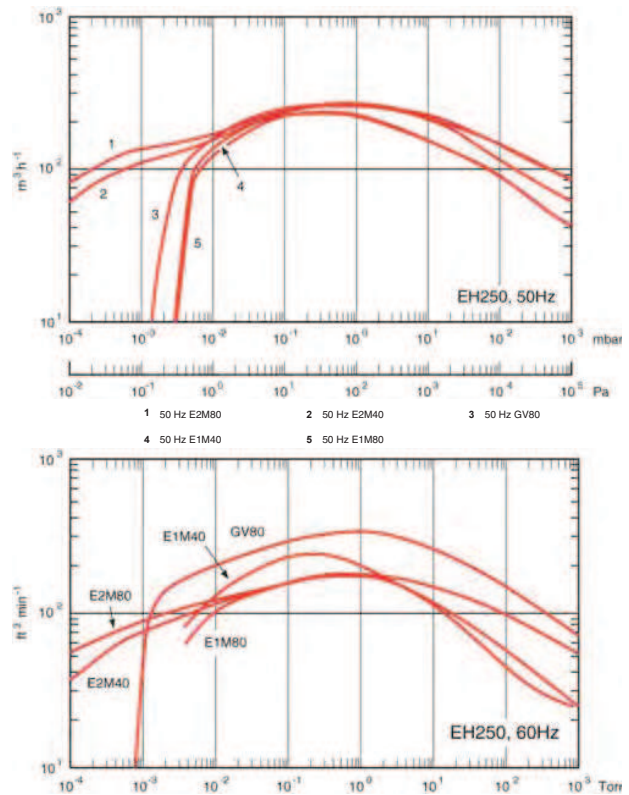 10³
1
2
10²
3
4
5
m³h⁻¹
EH250, 50Hz
10¹
10⁻⁴ 10⁻³ 10⁻² 10⁻¹ 10⁰ 10¹ 10² 10³ mbar
10⁻² 10⁻¹ 10⁰ 10¹ 10² 10³ 10⁴ 10⁵ Pa
1 50 Hz E2M80 2 50 Hz E2M40 3 50 Hz GV80
4 50 Hz E1M40 5 50 Hz E1M80
10³
GV80
E1M40
E2M80
10²
ft³ min⁻¹
E1M80
E2M40
EH250, 60Hz
10¹
10⁻⁴ 10⁻³ 10⁻² 10⁻¹ 10⁰ 10¹ 10² 10³ Torr